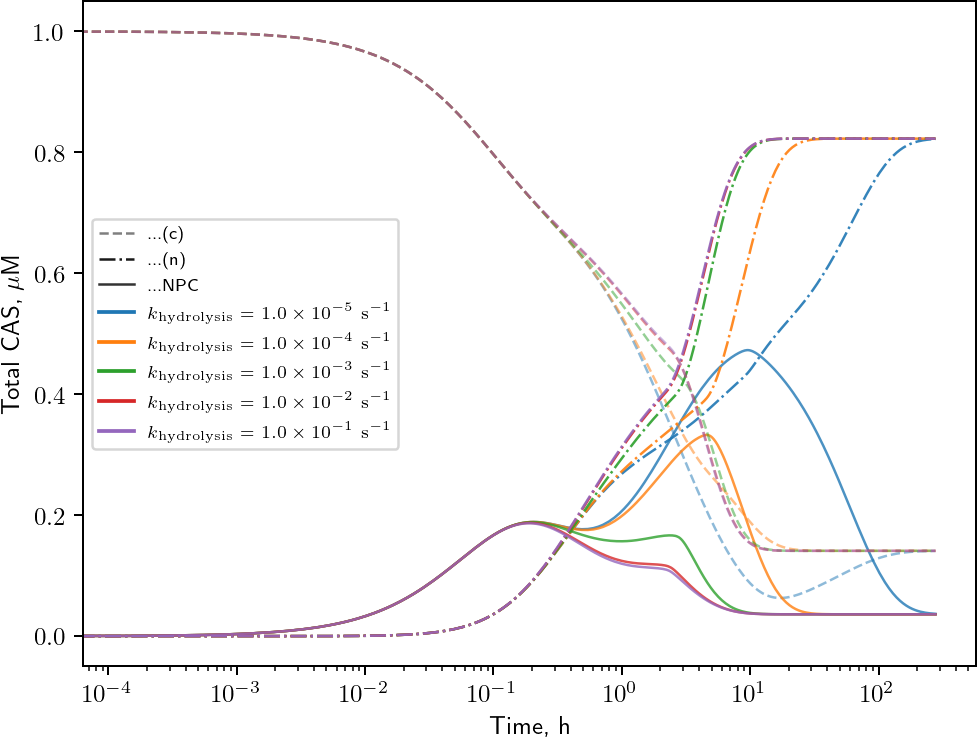 1.0
0.8
0.6
0.4
0.2
0.0
Total CAS, μM
...(c)
...(n)
...NPC
k_hydrolysis = 1.0 × 10⁻⁵ s⁻¹
k_hydrolysis = 1.0 × 10⁻⁴ s⁻¹
k_hydrolysis = 1.0 × 10⁻³ s⁻¹
k_hydrolysis = 1.0 × 10⁻² s⁻¹
k_hydrolysis = 1.0 × 10⁻¹ s⁻¹
10⁻⁴ 10⁻³ 10⁻² 10⁻¹ 10⁰ 10¹ 10²
Time, h